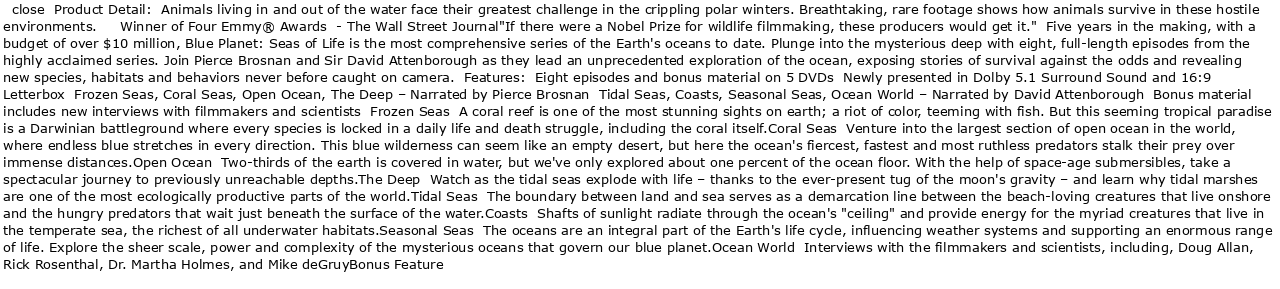 close  Product Detail:  Animals living in and out of the water face their greatest challenge in the crippling polar winters. Breathtaking, rare footage shows how animals survive in these hostile
environments.     Winner of Four Emmy® Awards  - The Wall Street Journal"If there were a Nobel Prize for wildlife filmmaking, these producers would get it."  Five years in the making, with a
budget of over $10 million, Blue Planet: Seas of Life is the most comprehensive series of the Earth's oceans to date. Plunge into the mysterious deep with eight, full-length episodes from the
highly acclaimed series. Join Pierce Brosnan and Sir David Attenborough as they lead an unprecedented exploration of the ocean, exposing stories of survival against the odds and revealing
new species, habitats and behaviors never before caught on camera.  Features:  Eight episodes and bonus material on 5 DVDs  Newly presented in Dolby 5.1 Surround Sound and 16:9
Letterbox  Frozen Seas, Coral Seas, Open Ocean, The Deep – Narrated by Pierce Brosnan  Tidal Seas, Coasts, Seasonal Seas, Ocean World – Narrated by David Attenborough  Bonus material
includes new interviews with filmmakers and scientists  Frozen Seas  A coral reef is one of the most stunning sights on earth; a riot of color, teeming with fish. But this seeming tropical paradise
is a Darwinian battleground where every species is locked in a daily life and death struggle, including the coral itself.Coral Seas  Venture into the largest section of open ocean in the world,
where endless blue stretches in every direction. This blue wilderness can seem like an empty desert, but here the ocean's fiercest, fastest and most ruthless predators stalk their prey over
immense distances.Open Ocean  Two-thirds of the earth is covered in water, but we've only explored about one percent of the ocean floor. With the help of space-age submersibles, take a
spectacular journey to previously unreachable depths.The Deep  Watch as the tidal seas explode with life – thanks to the ever-present tug of the moon's gravity – and learn why tidal marshes
are one of the most ecologically productive parts of the world.Tidal Seas  The boundary between land and sea serves as a demarcation line between the beach-loving creatures that live onshore
and the hungry predators that wait just beneath the surface of the water.Coasts  Shafts of sunlight radiate through the ocean's "ceiling" and provide energy for the myriad creatures that live in
the temperate sea, the richest of all underwater habitats.Seasonal Seas  The oceans are an integral part of the Earth's life cycle, influencing weather systems and supporting an enormous range
of life. Explore the sheer scale, power and complexity of the mysterious oceans that govern our blue planet.Ocean World  Interviews with the filmmakers and scientists, including, Doug Allan,
Rick Rosenthal, Dr. Martha Holmes, and Mike deGruyBonus Feature